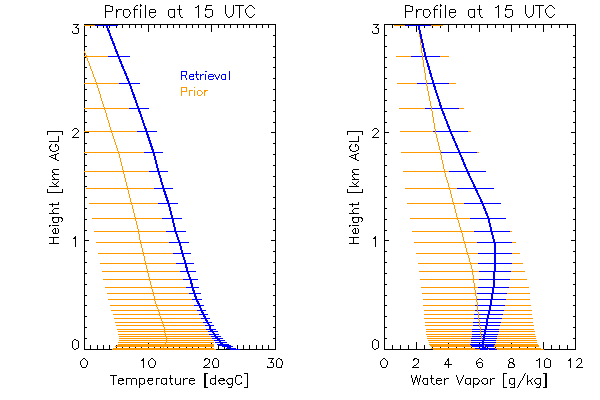 Profile at 15 UTC
3
2
1
0
Height [km AGL]
Retrieval
Prior
0 10 20 30
Temperature [degC]
Profile at 15 UTC
3
2
1
0
Height [km AGL]
0 2 4 6 8 10 12
Water Vapor [g/kg]